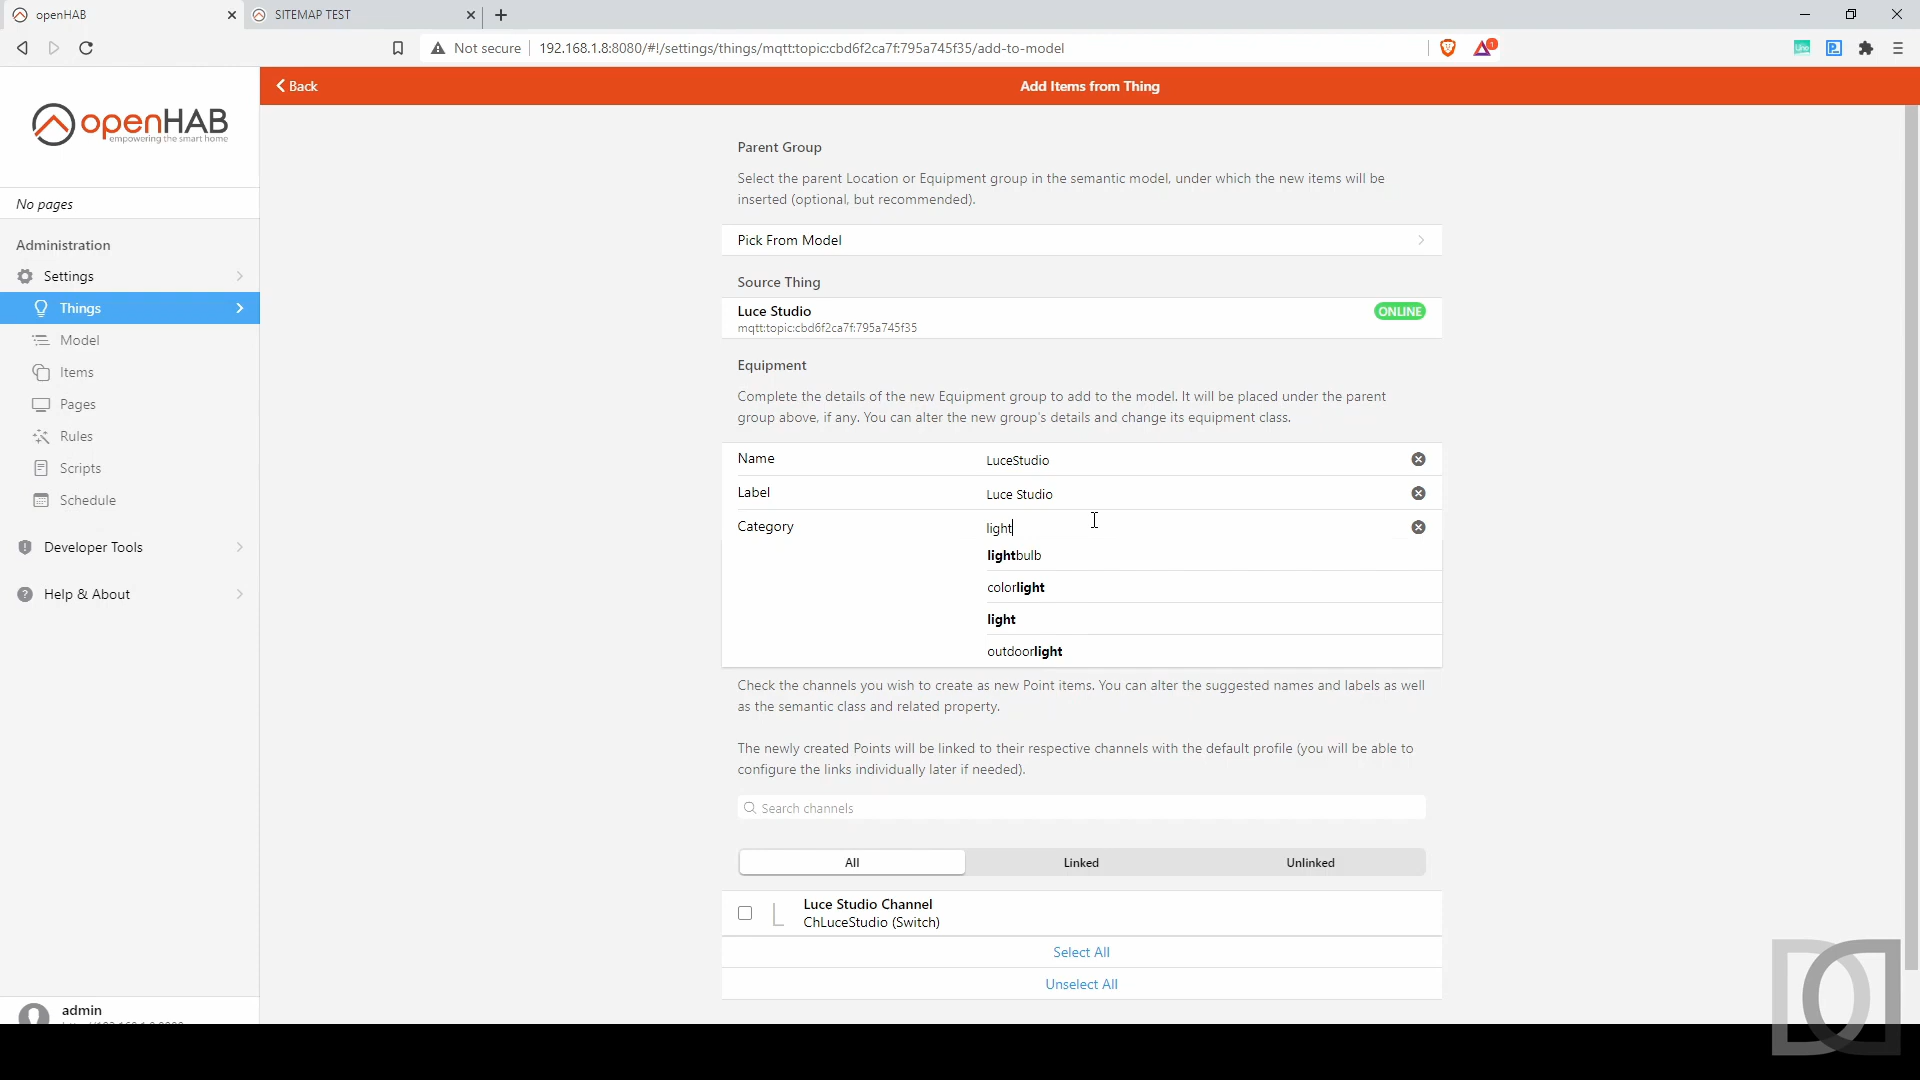 openHAB
SITEMAP TEST
Not secure
192.168.1.8:8080/#!/settings/things/mqtt:topic:cbd6f2ca7f:795a745f35/add-to-model
1
Back
Add Items from Thing
openHAB
empowering the smart home
No pages
Administration
Settings
Things
Model
Items
Pages
Rules
Scripts
Schedule
Developer Tools
Help & About
admin
Parent Group
Select the parent Location or Equipment group in the semantic model, under which the new items will be
inserted (optional, but recommended).
Pick From Model
Source Thing
Luce Studio
ONLINE
mqtt:topic:cbd6f2ca7f:795a745f35
Equipment
Complete the details of the new Equipment group to add to the model. It will be placed under the parent
group above, if any. You can alter the new group's details and change its equipment class.
Name
LuceStudio
Label
Luce Studio
Category
light
lightbulb
colorlight
light
outdoorlight
Check the channels you wish to create as new Point items. You can alter the suggested names and labels as well
as the semantic class and related property.
The newly created Points will be linked to their respective channels with the default profile (you will be able to
configure the links individually later if needed).
Search channels
All
Linked
Unlinked
Luce Studio Channel
ChLuceStudio (Switch)
Select All
Unselect All